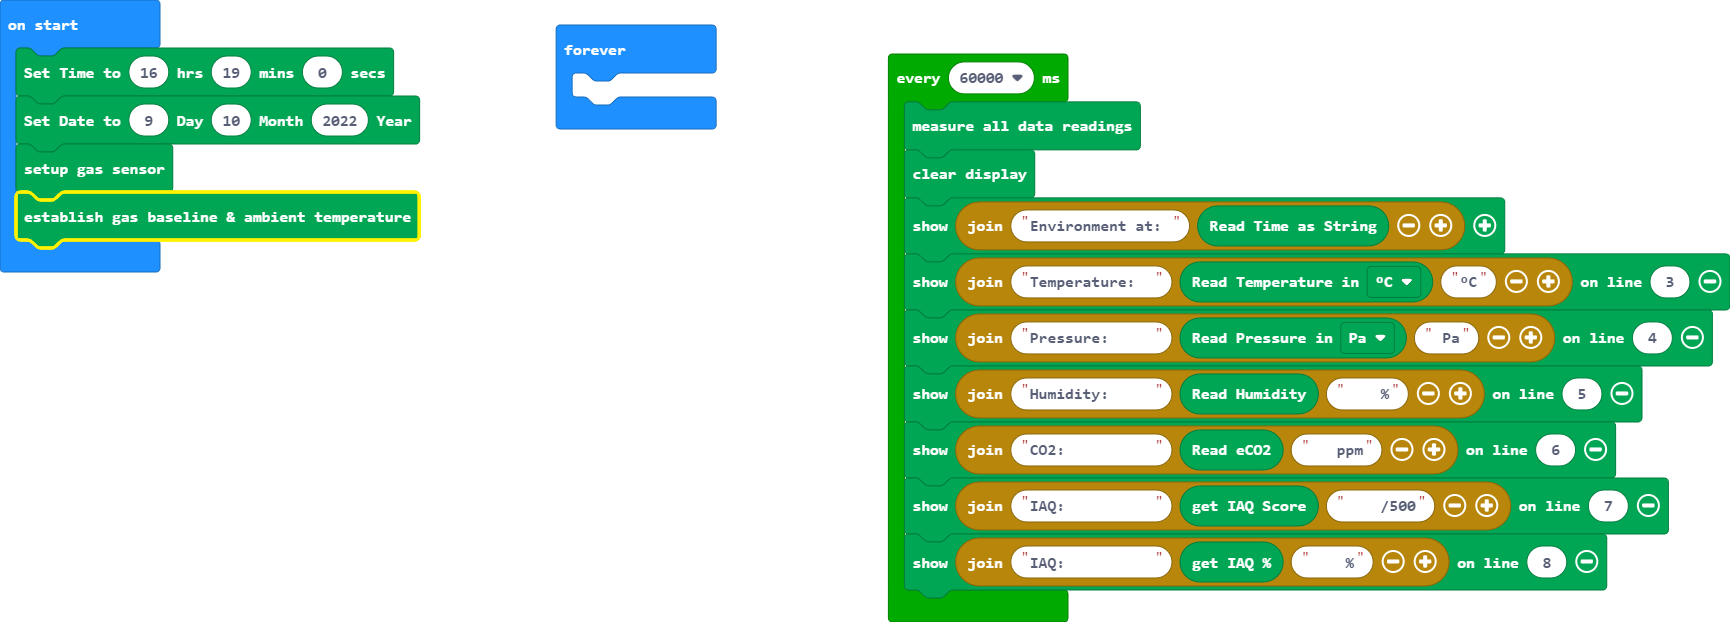 on start
Set Time to 16 hrs 19 mins 0 secs
Set Date to 9 Day 10 Month 2022 Year
setup gas sensor
establish gas baseline & ambient temperature
forever
every 60000 ms
measure all data readings
clear display
show join "Environment at: " Read Time as String
show join "Temperature: " Read Temperature in ºC "ºC" on line 3
show join "Pressure: " Read Pressure in Pa " Pa" on line 4
show join "Humidity: " Read Humidity " %" on line 5
show join "CO2: " Read eCO2 " ppm" on line 6
show join "IAQ: " get IAQ Score " /500" on line 7
show join "IAQ: " get IAQ % " %" on line 8